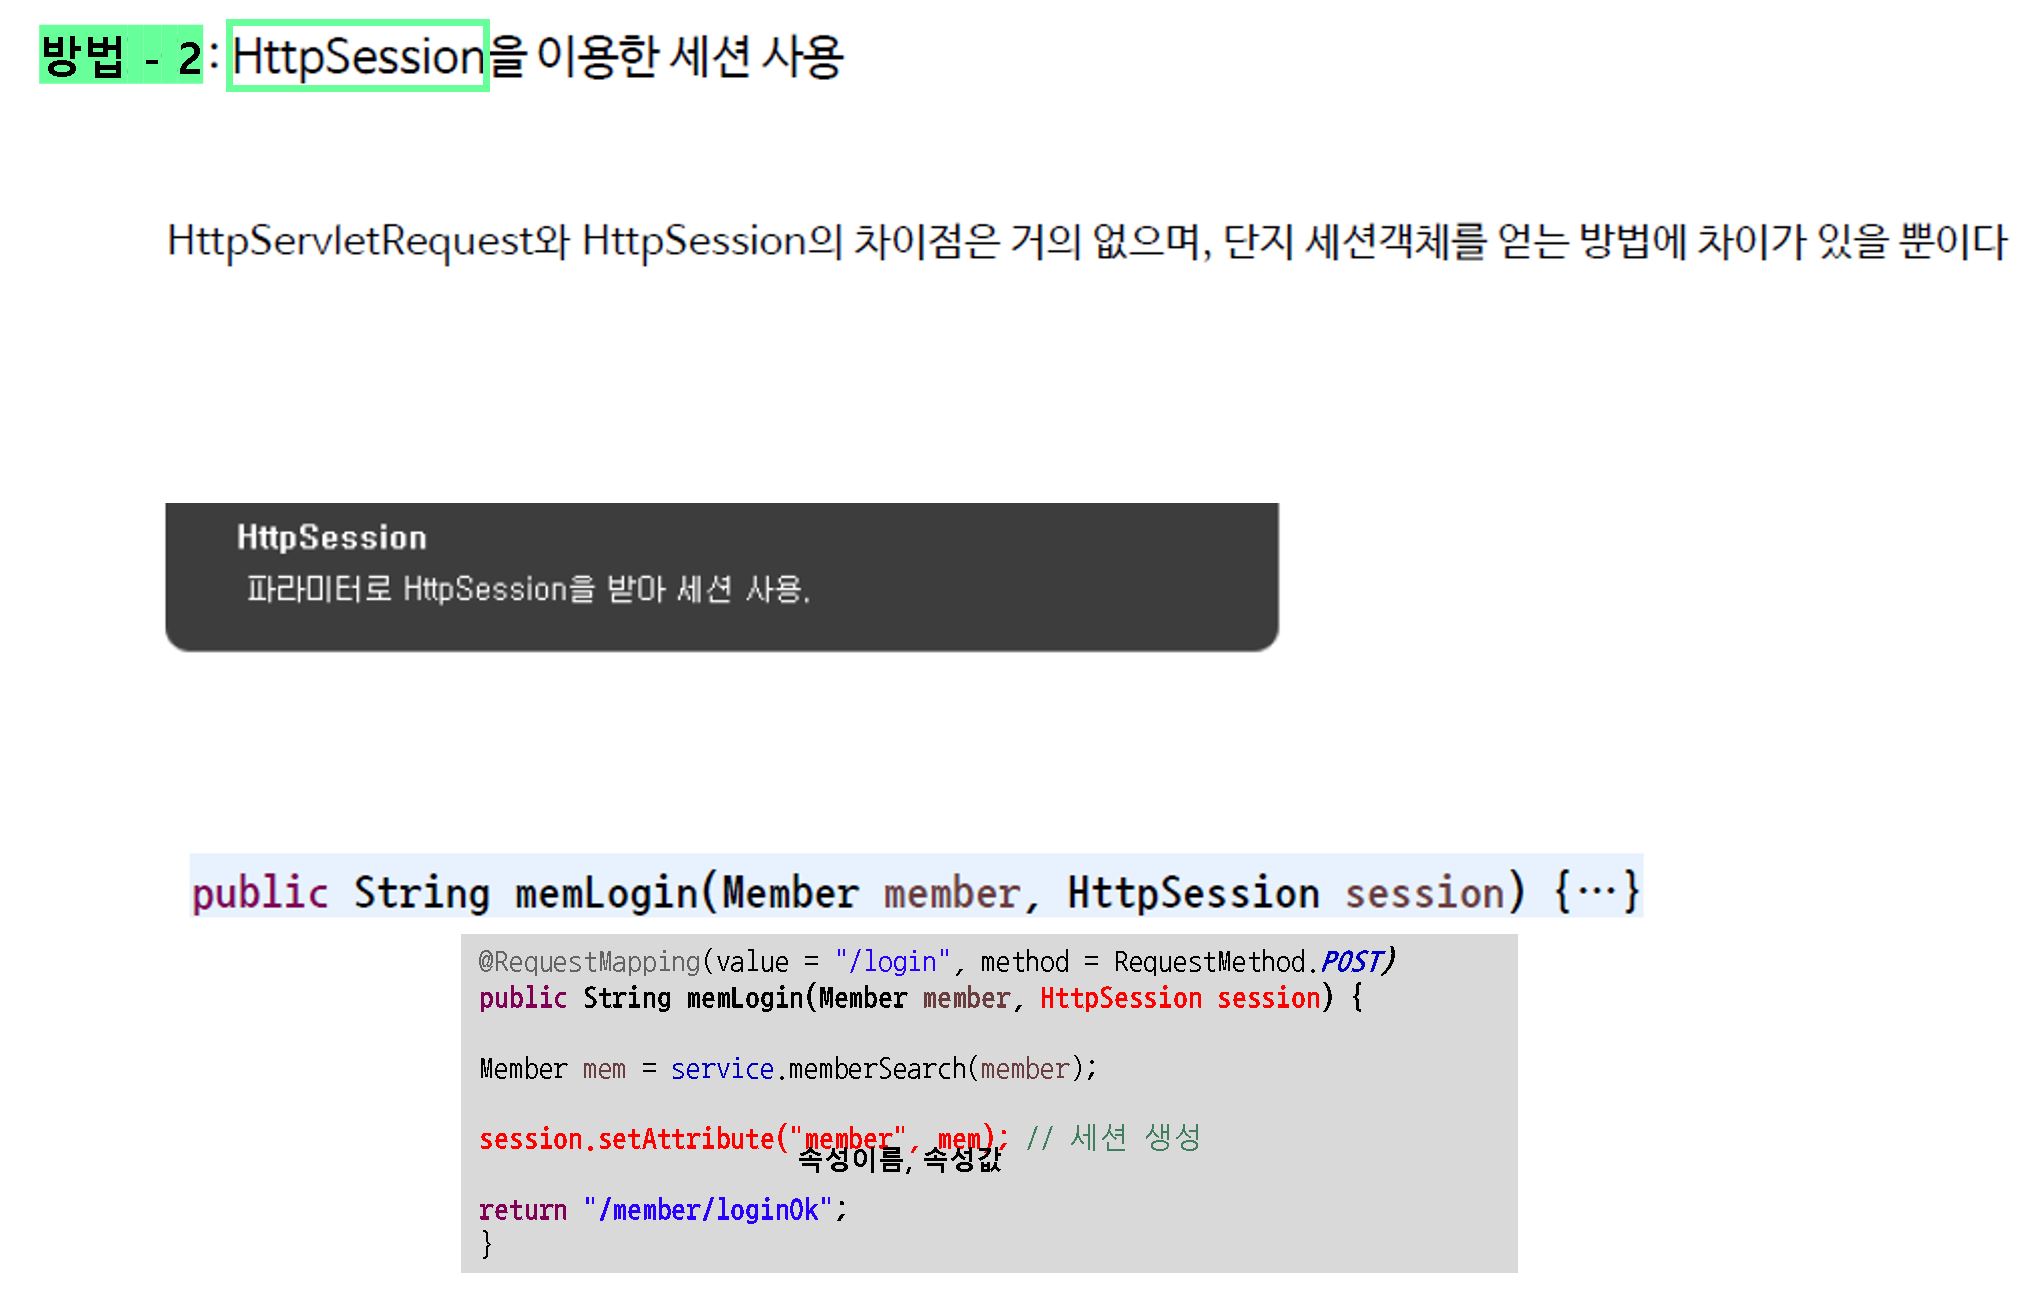 방법 - 2: HttpSession을 이용한 세션 사용
HttpServletRequest와 HttpSession의 차이점은 거의 없으며, 단지 세션객체를 얻는 방법에 차이가 있을 뿐이다
HttpSession
파라미터로 HttpSession을 받아 세션 사용.
public String memLogin(Member member, HttpSession session) {…}
@RequestMapping(value = "/login", method = RequestMethod.POST)
public String memLogin(Member member, HttpSession session) {
Member mem = service.memberSearch(member);
session.setAttribute("member", mem); // 세션 생성
속성이름, 속성값
return "/member/loginOk";
}